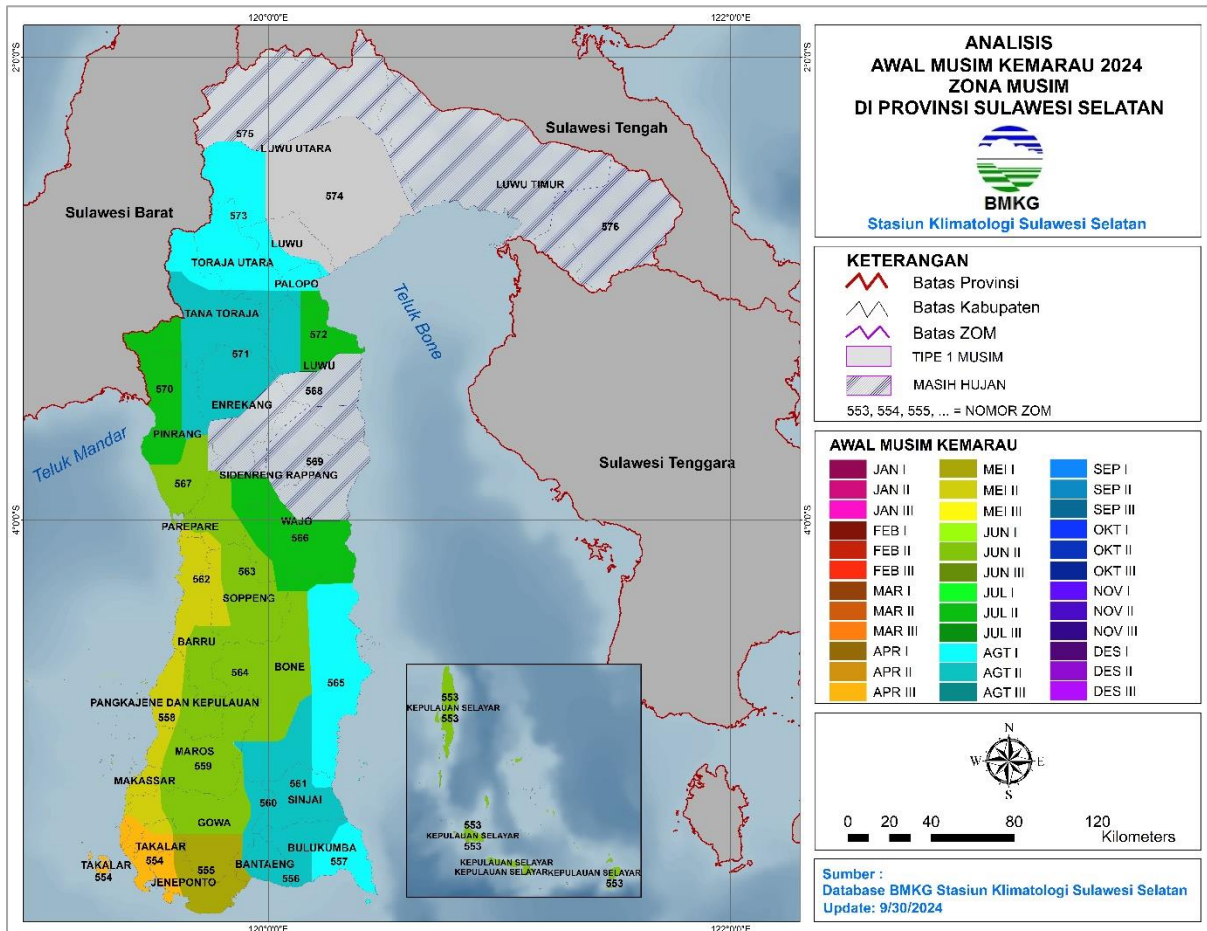 120°0'0"E
122°0'0"E
2°0'0"S
4°0'0"S
Sulawesi Tengah
575
LUWU UTARA
574
LUWU TIMUR
576
Sulawesi Barat
573
LUWU
TORAJA UTARA
PALOPO
Teluk Bone
TANA TORAJA
572
571
LUWU
570
568
ENREKANG
PINRANG
Teluk Mandar
569
SIDENRENG RAPPANG
567
Sulawesi Tenggara
WAJO
566
PAREPARE
562
563
SOPPENG
BARRU
564
BONE
565
PANGKAJENE DAN KEPULAUAN
558
MAROS
559
MAKASSAR
561
560
SINJAI
GOWA
TAKALAR
554
TAKALAR
554
555
JENEPONTO
BANTAENG
556
BULUKUMBA
557
553
KEPULAUAN SELAYAR
553
553
KEPULAUAN SELAYAR
553
KEPULAUAN SELAYAR
KEPULAUAN SELAYAR
KEPULAUAN SELAYAR
553
120°0'0"E
122°0'0"E
ANALISIS
AWAL MUSIM KEMARAU 2024
ZONA MUSIM
DI PROVINSI SULAWESI SELATAN
BMKG
Stasiun Klimatologi Sulawesi Selatan
KETERANGAN
Batas Provinsi
Batas Kabupaten
Batas ZOM
TIPE 1 MUSIM
MASIH HUJAN
553, 554, 555, ... = NOMOR ZOM
AWAL MUSIM KEMARAU
JAN I
JAN II
JAN III
FEB I
FEB II
FEB III
MAR I
MAR II
MAR III
APR I
APR II
APR III
MEI I
MEI II
MEI III
JUN I
JUN II
JUN III
JUL I
JUL II
JUL III
AGT I
AGT II
AGT III
SEP I
SEP II
SEP III
OKT I
OKT II
OKT III
NOV I
NOV II
NOV III
DES I
DES II
DES III
N
W E
S
0 20 40 80 120
Kilometers
Sumber :
Database BMKG Stasiun Klimatologi Sulawesi Selatan
Update: 9/30/2024